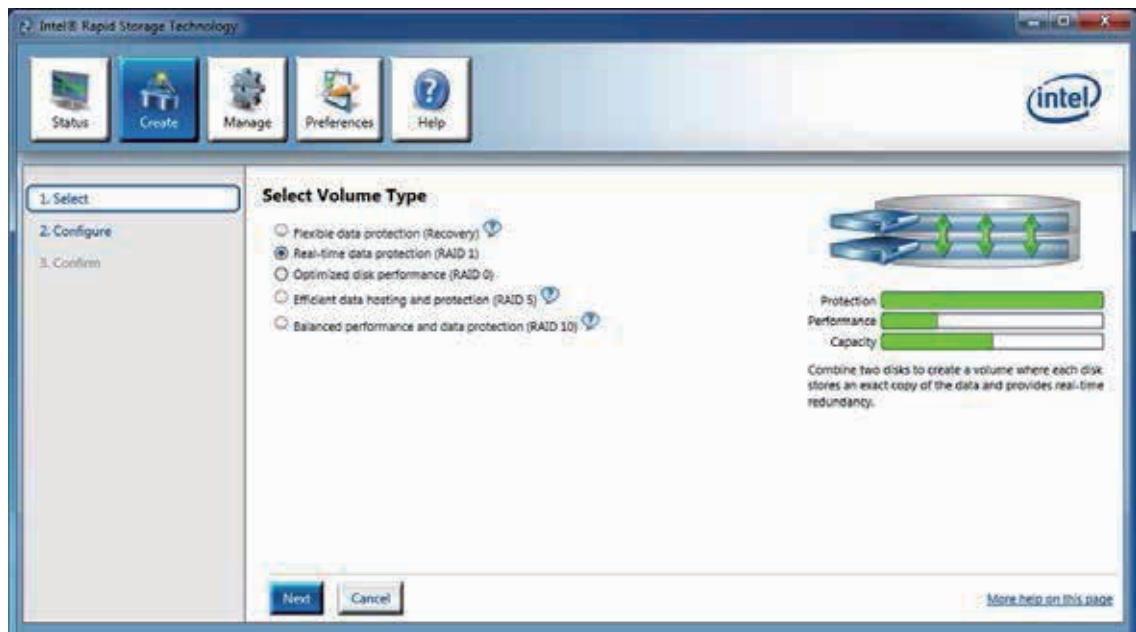 Intel® Rapid Storage Technology
Status
Create
Manage
Preferences
Help
intel
1. Select
2. Configure
3. Confirm
Select Volume Type
Flexible data protection (Recovery)
Real-time data protection (RAID 1)
Optimized disk performance (RAID 0)
Efficient data hosting and protection (RAID 5)
Balanced performance and data protection (RAID 10)
Protection
Performance
Capacity
Combine two disks to create a volume where each disk
stores an exact copy of the data and provides real-time
redundancy.
Next
Cancel
More help on this page